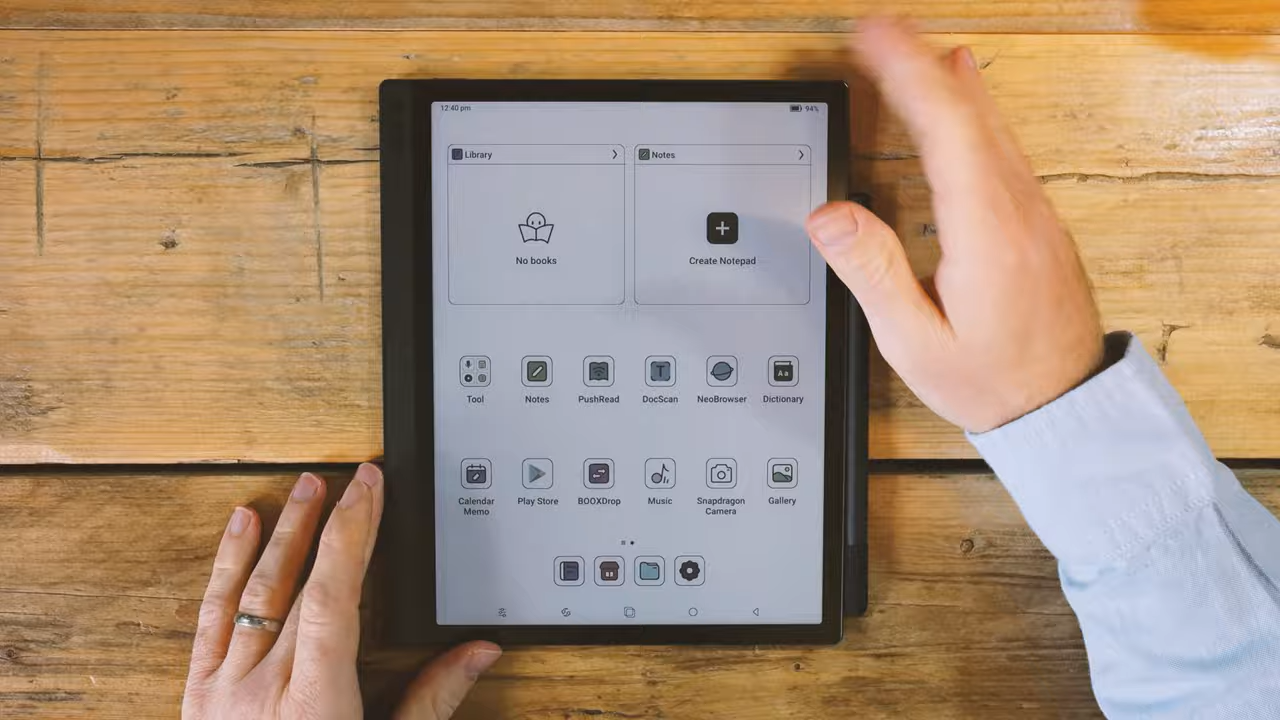 12:40 pm 94%
Library Notes
No books Create Notepad
T Aa
Tool Notes PushRead DocScan NeoBrowser Dictionary
Calendar Play Store BOOXDrop Music Snapdragon Gallery
Memo Camera